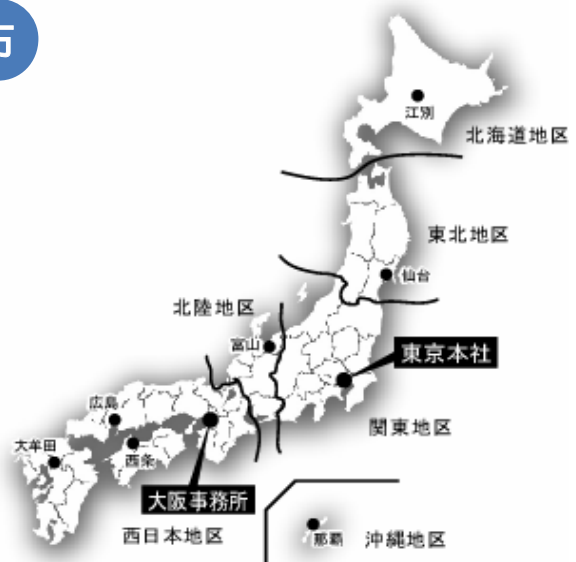 市
江別
北海道地区
東北地区
仙台
北陸地区
富山
東京本社
広島
関東地区
大牟田
西条
大阪事務所
西日本地区
那覇
沖縄地区